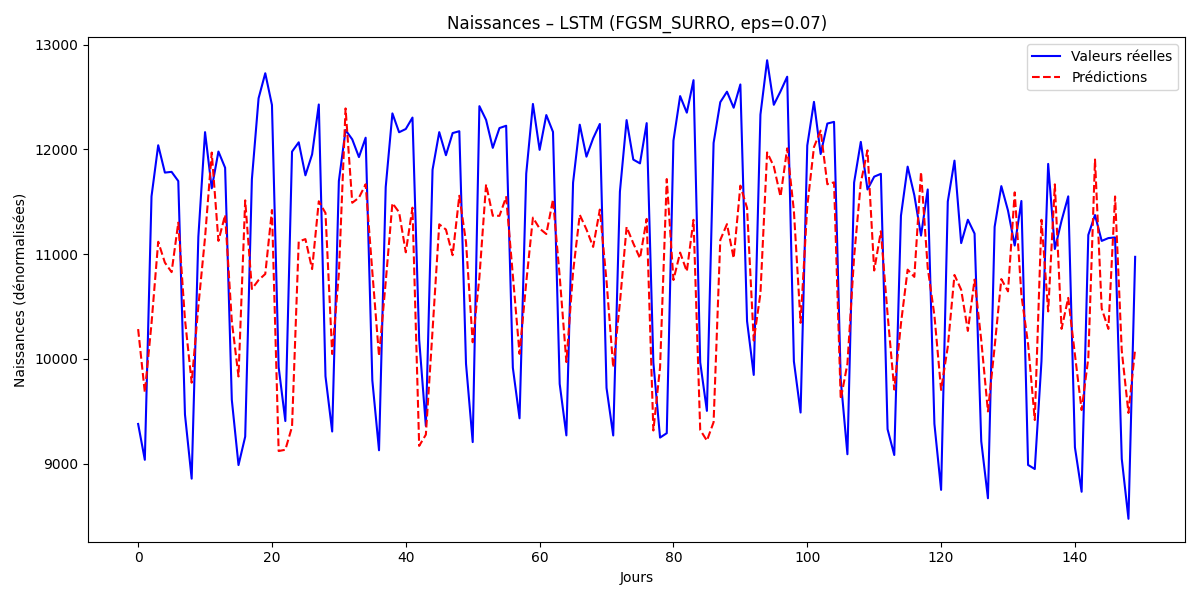 Naissances – LSTM (FGSM_SURRO, eps=0.07)
Valeurs réelles
Prédictions
Naissances (dénormalisées)
13000
12000
11000
10000
9000
0 20 40 60 80 100 120 140
Jours